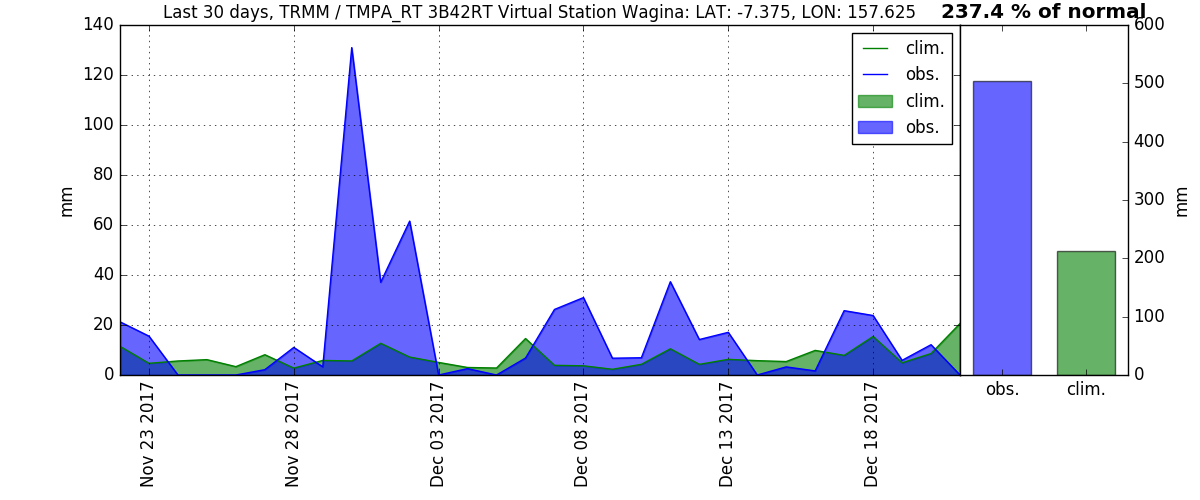 Last 30 days, TRMM / TMPA_RT 3B42RT Virtual Station Wagina: LAT: -7.375, LON: 157.625
237.4 % of normal
140
120
100
80
60
40
20
0
mm
clim.
obs.
clim.
obs.
Nov 23 2017
Nov 28 2017
Dec 03 2017
Dec 08 2017
Dec 13 2017
Dec 18 2017
600
500
400
300
200
100
0
mm
obs.
clim.